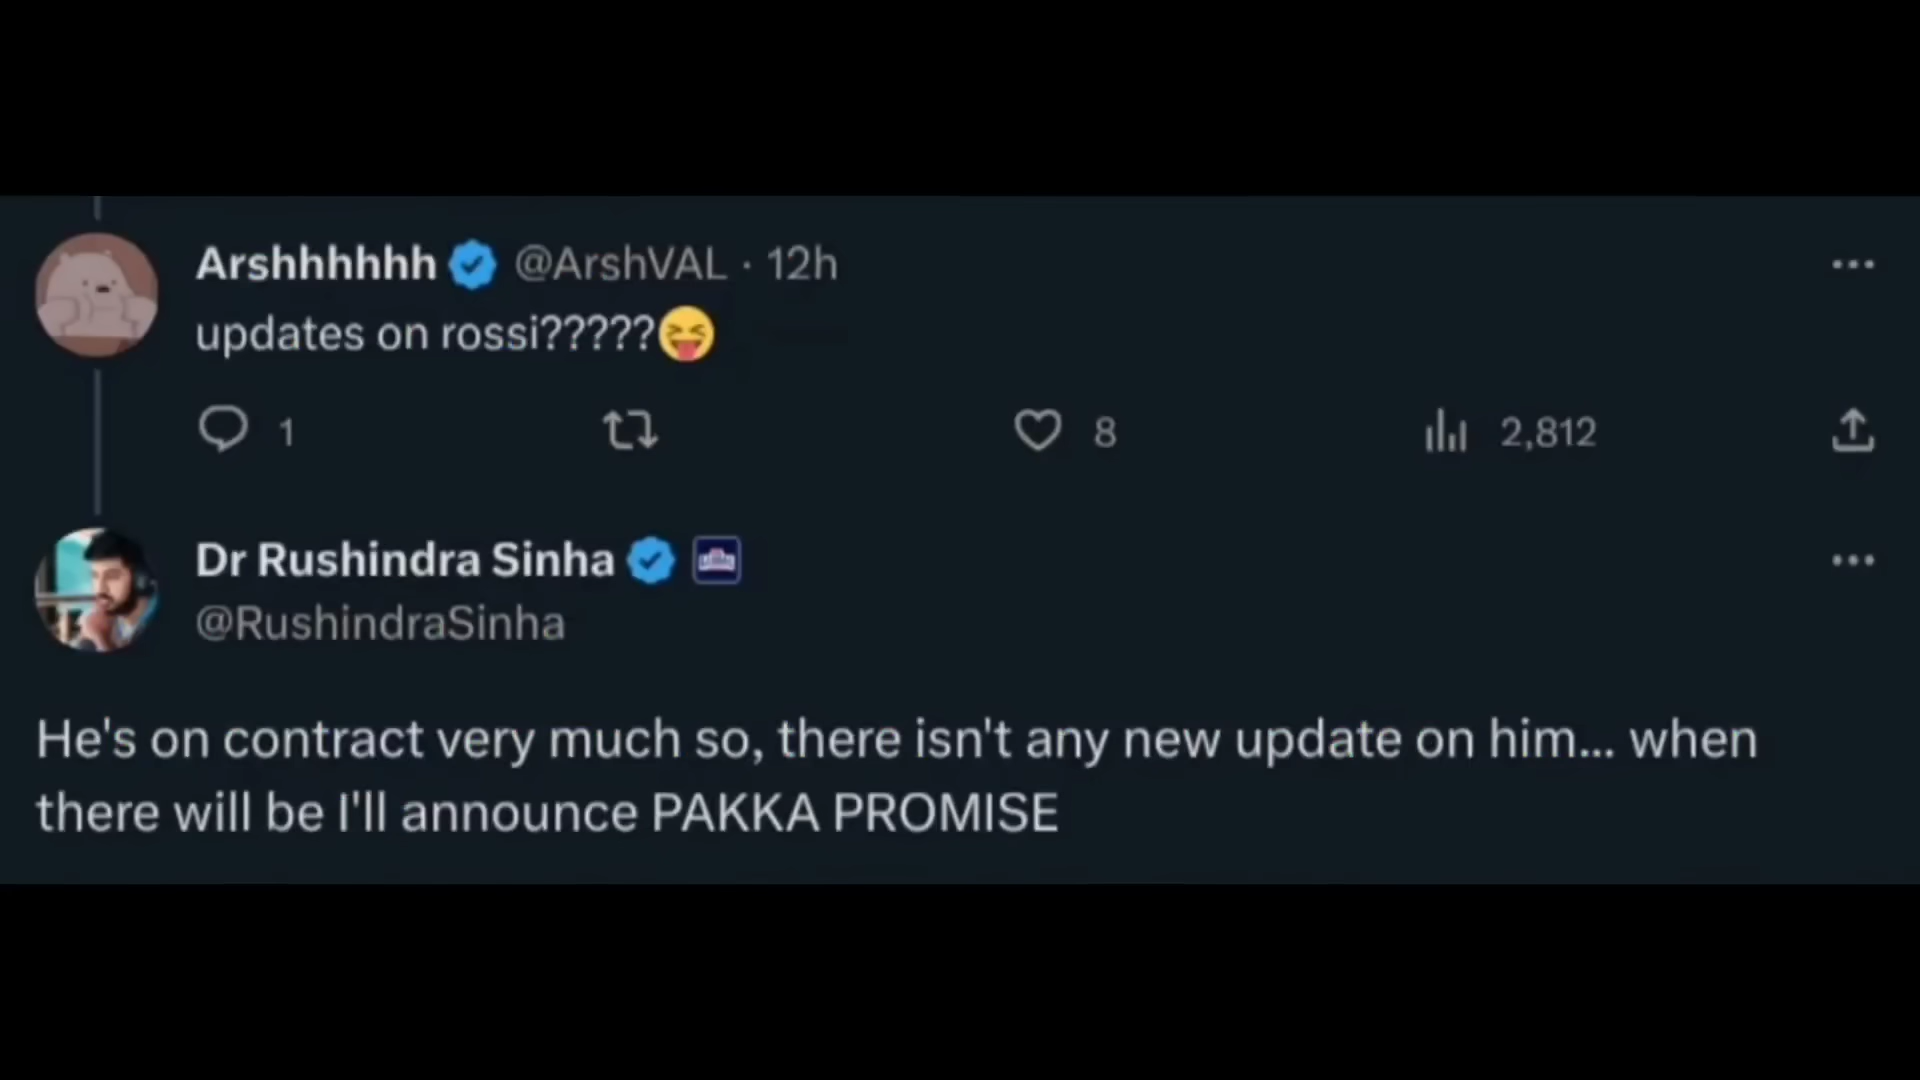 Arshhhhhh @ArshVAL · 12h
updates on rossi?????😝
1 8 2,812
Dr Rushindra Sinha
@RushindraSinha
He's on contract very much so, there isn't any new update on him... when
there will be I'll announce PAKKA PROMISE